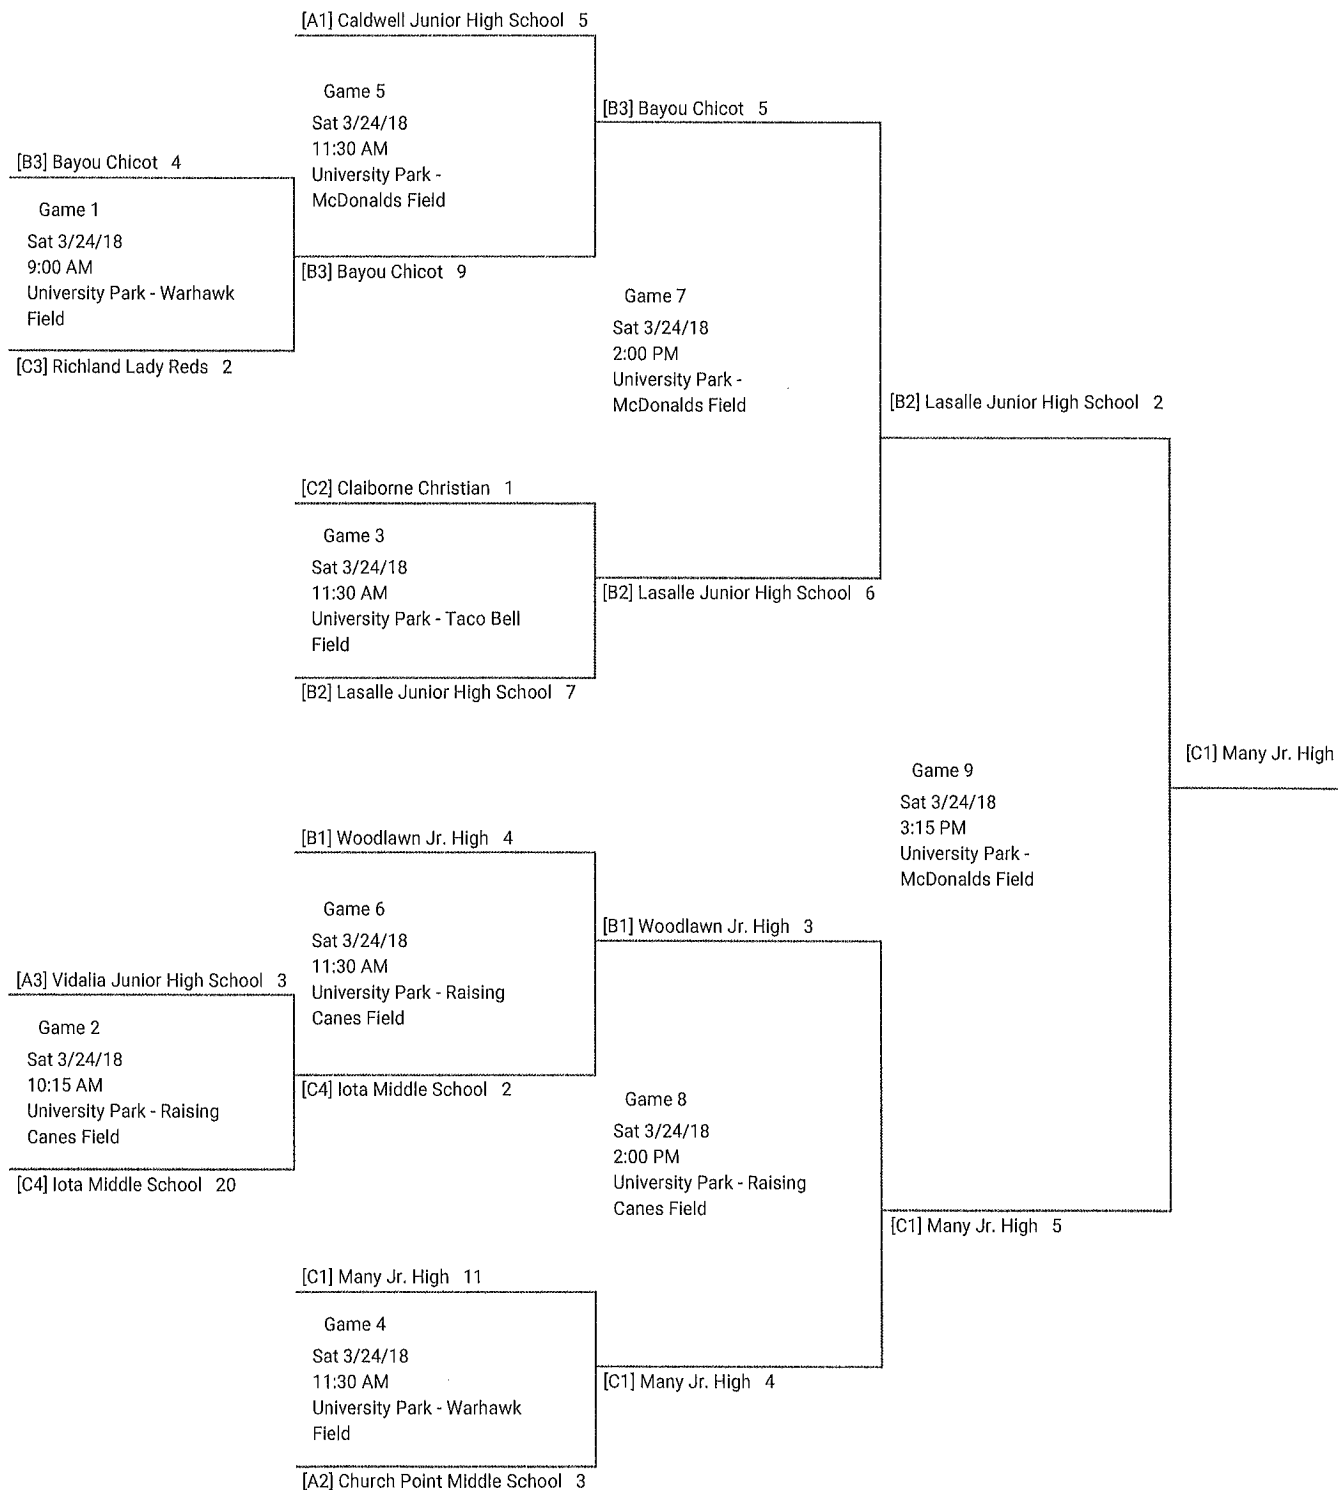 [A1] Caldwell Junior High School 5
Game 5
Sat 3/24/18
11:30 AM
University Park -
McDonalds Field
[B3] Bayou Chicot 5
[B3] Bayou Chicot 4
Game 1
Sat 3/24/18
9:00 AM
University Park - Warhawk
Field
[B3] Bayou Chicot 9
[C3] Richland Lady Reds 2
Game 7
Sat 3/24/18
2:00 PM
University Park -
McDonalds Field
[B2] Lasalle Junior High School 2
[C2] Claiborne Christian 1
Game 3
Sat 3/24/18
11:30 AM
University Park - Taco Bell
Field
[B2] Lasalle Junior High School 6
[B2] Lasalle Junior High School 7
[C1] Many Jr. High
Game 9
Sat 3/24/18
3:15 PM
University Park -
McDonalds Field
[B1] Woodlawn Jr. High 4
Game 6
Sat 3/24/18
11:30 AM
University Park - Raising
Canes Field
[B1] Woodlawn Jr. High 3
[A3] Vidalia Junior High School 3
Game 2
Sat 3/24/18
10:15 AM
University Park - Raising
Canes Field
[C4] Iota Middle School 2
[C4] Iota Middle School 20
Game 8
Sat 3/24/18
2:00 PM
University Park - Raising
Canes Field
[C1] Many Jr. High 5
[C1] Many Jr. High 11
Game 4
Sat 3/24/18
11:30 AM
University Park - Warhawk
Field
[C1] Many Jr. High 4
[A2] Church Point Middle School 3